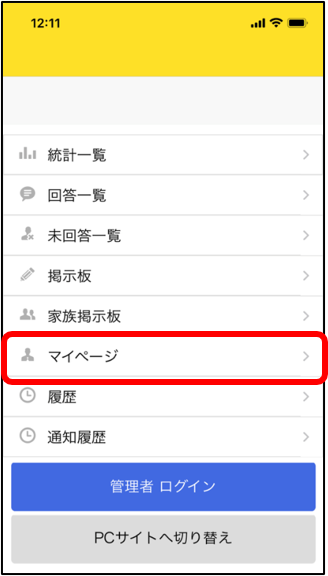 12:11
統計一覧
回答一覧
未回答一覧
掲示板
家族掲示板
マイページ
履歴
通知履歴
管理者 ログイン
PCサイトへ切り替え